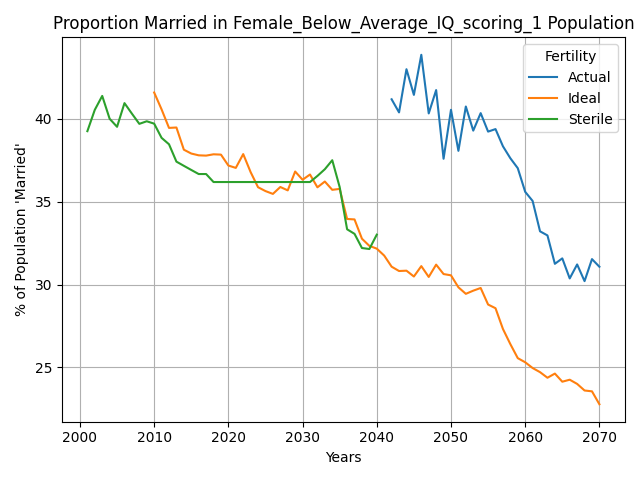 Proportion Married in Female_Below_Average_IQ_scoring_1 Population
Fertility
Actual
Ideal
Sterile
% of Population 'Married'
40
35
30
25
2000 2010 2020 2030 2040 2050 2060 2070
Years